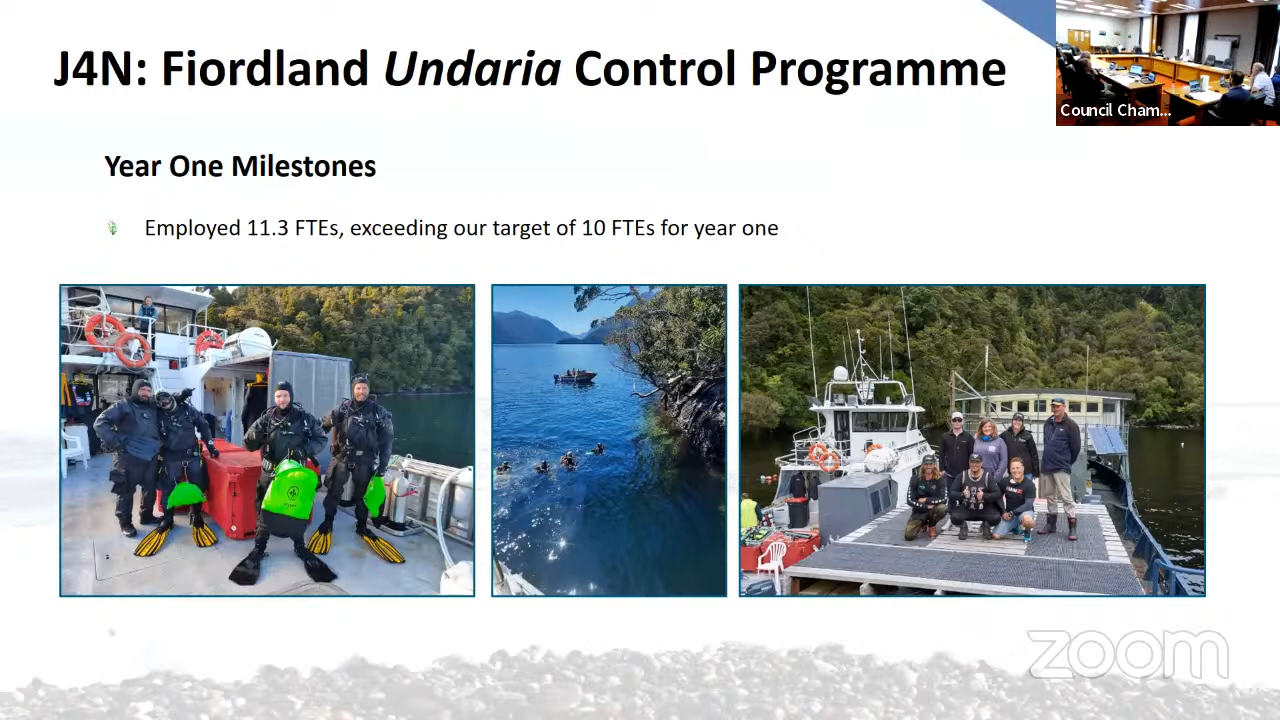 J4N: Fiordland Undaria Control Programme
Council Cham...
Year One Milestones
Employed 11.3 FTEs, exceeding our target of 10 FTEs for year one
zoom